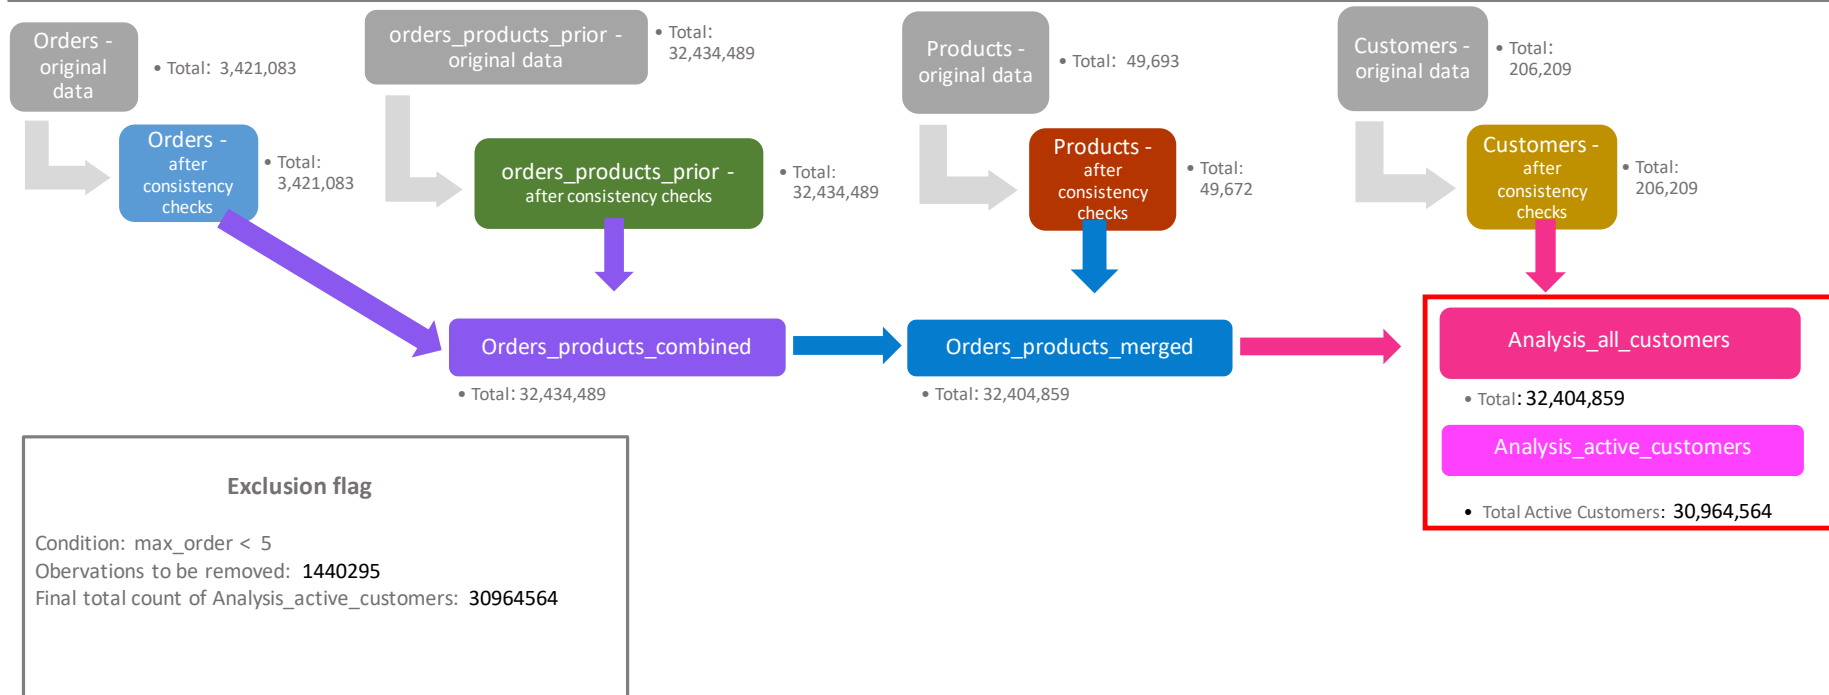 Orders -
original
data
• Total: 3,421,083
orders_products_prior -
original data
• Total:
32,434,489
Products -
original data
• Total: 49,693
Customers -
original data
• Total:
206,209
Orders -
after
consistency
checks
• Total:
3,421,083
orders_products_prior -
after consistency checks
• Total:
32,434,489
Products -
after
consistency
checks
• Total:
49,672
Customers -
after
consistency
checks
• Total:
206,209
Orders_products_combined
• Total: 32,434,489
Orders_products_merged
• Total: 32,404,859
Analysis_all_customers
• Total: 32,404,859
Analysis_active_customers
• Total Active Customers: 30,964,564
Exclusion flag
Condition: max_order < 5
Obervations to be removed: 1440295
Final total count of Analysis_active_customers: 30964564